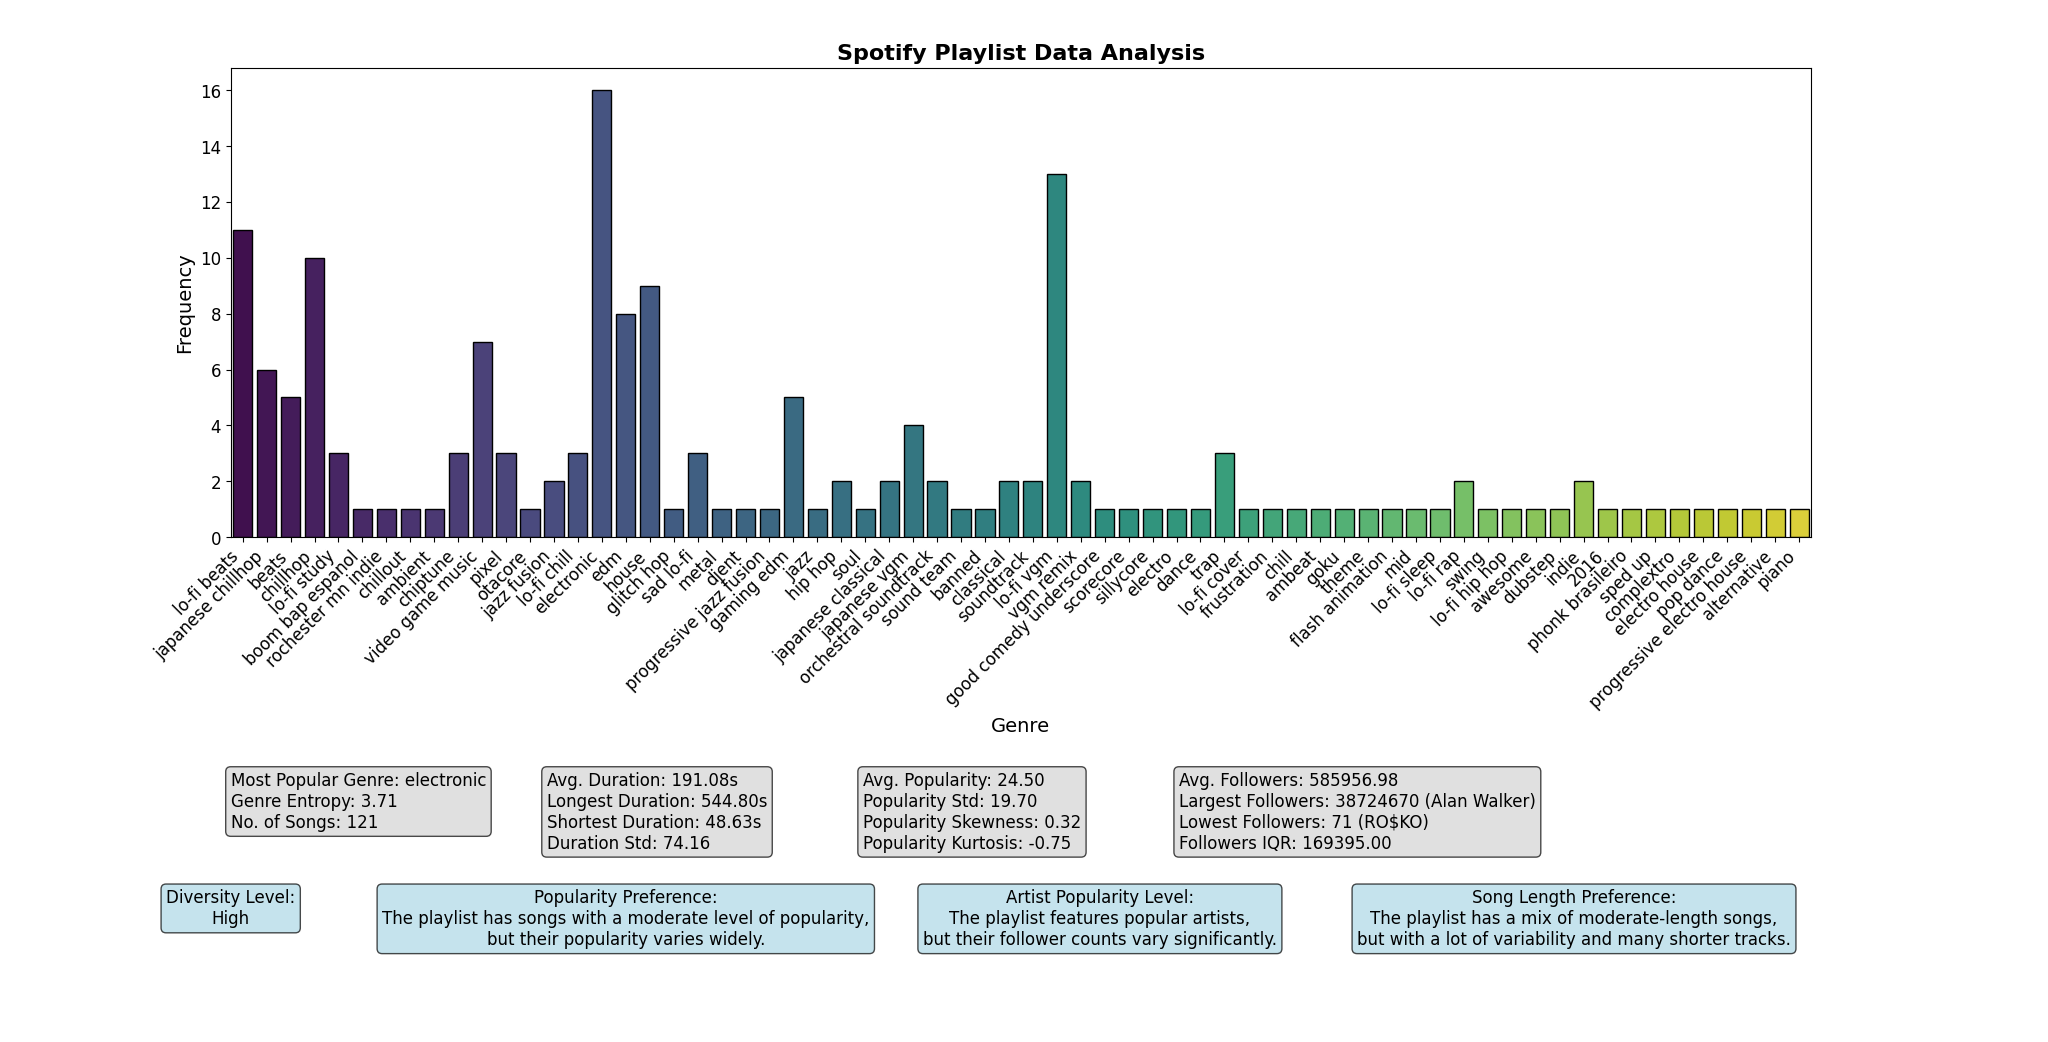 Spotify Playlist Data Analysis
16
14
12
10
8
6
4
2
0
Frequency
lo-fi beats
japanese chillhop
beats
chillhop
lo-fi study
boom bap espanol
rochester mn indie
chillout
ambient
chiptune
video game music
pixel
otacore
jazz fusion
lo-fi chill
electronic
edm
house
glitch hop
sad lo-fi
metal
djent
progressive jazz fusion
gaming edm
jazz
hip hop
soul
japanese classical
japanese vgm
orchestral soundtrack
sound team
banned
classical
soundtrack
lo-fi vgm
vgm remix
good comedy underscore
scorecore
sillycore
electro
dance
trap
lo-fi cover
frustration
chill
ambeat
goku
theme
flash animation
mid
lo-fi sleep
lo-fi rap
swing
lo-fi hip hop
awesome
dubstep
indie
2016
phonk brasileiro
sped up
complextro
electro house
pop dance
progressive electro house
alternative
piano
Genre
Most Popular Genre: electronic
Genre Entropy: 3.71
No. of Songs: 121
Avg. Duration: 191.08s
Longest Duration: 544.80s
Shortest Duration: 48.63s
Duration Std: 74.16
Avg. Popularity: 24.50
Popularity Std: 19.70
Popularity Skewness: 0.32
Popularity Kurtosis: -0.75
Avg. Followers: 585956.98
Largest Followers: 38724670 (Alan Walker)
Lowest Followers: 71 (RO$KO)
Followers IQR: 169395.00
Diversity Level:
High
Popularity Preference:
The playlist has songs with a moderate level of popularity,
but their popularity varies widely.
Artist Popularity Level:
The playlist features popular artists,
but their follower counts vary significantly.
Song Length Preference:
The playlist has a mix of moderate-length songs,
but with a lot of variability and many shorter tracks.